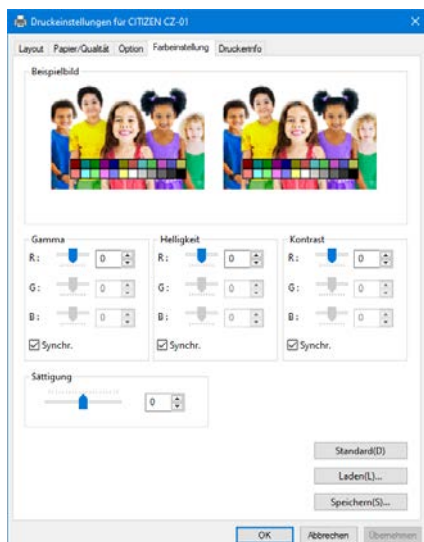 Druckeinstellungen für CITIZEN CZ-01
Layout Papier/Qualität Option Farbeinstellung Druckerinfo
Beispielbild
Gamma Helligkeit Kontrast
R: 0 R: 0 R: 0
G: 0 G: 0 G: 0
B: 0 B: 0 B: 0
Synchr. Synchr. Synchr.
Sättigung
0
Standard(D)
Laden(L)...
Speichern(S)...
OK Abbrechen Übernehmen